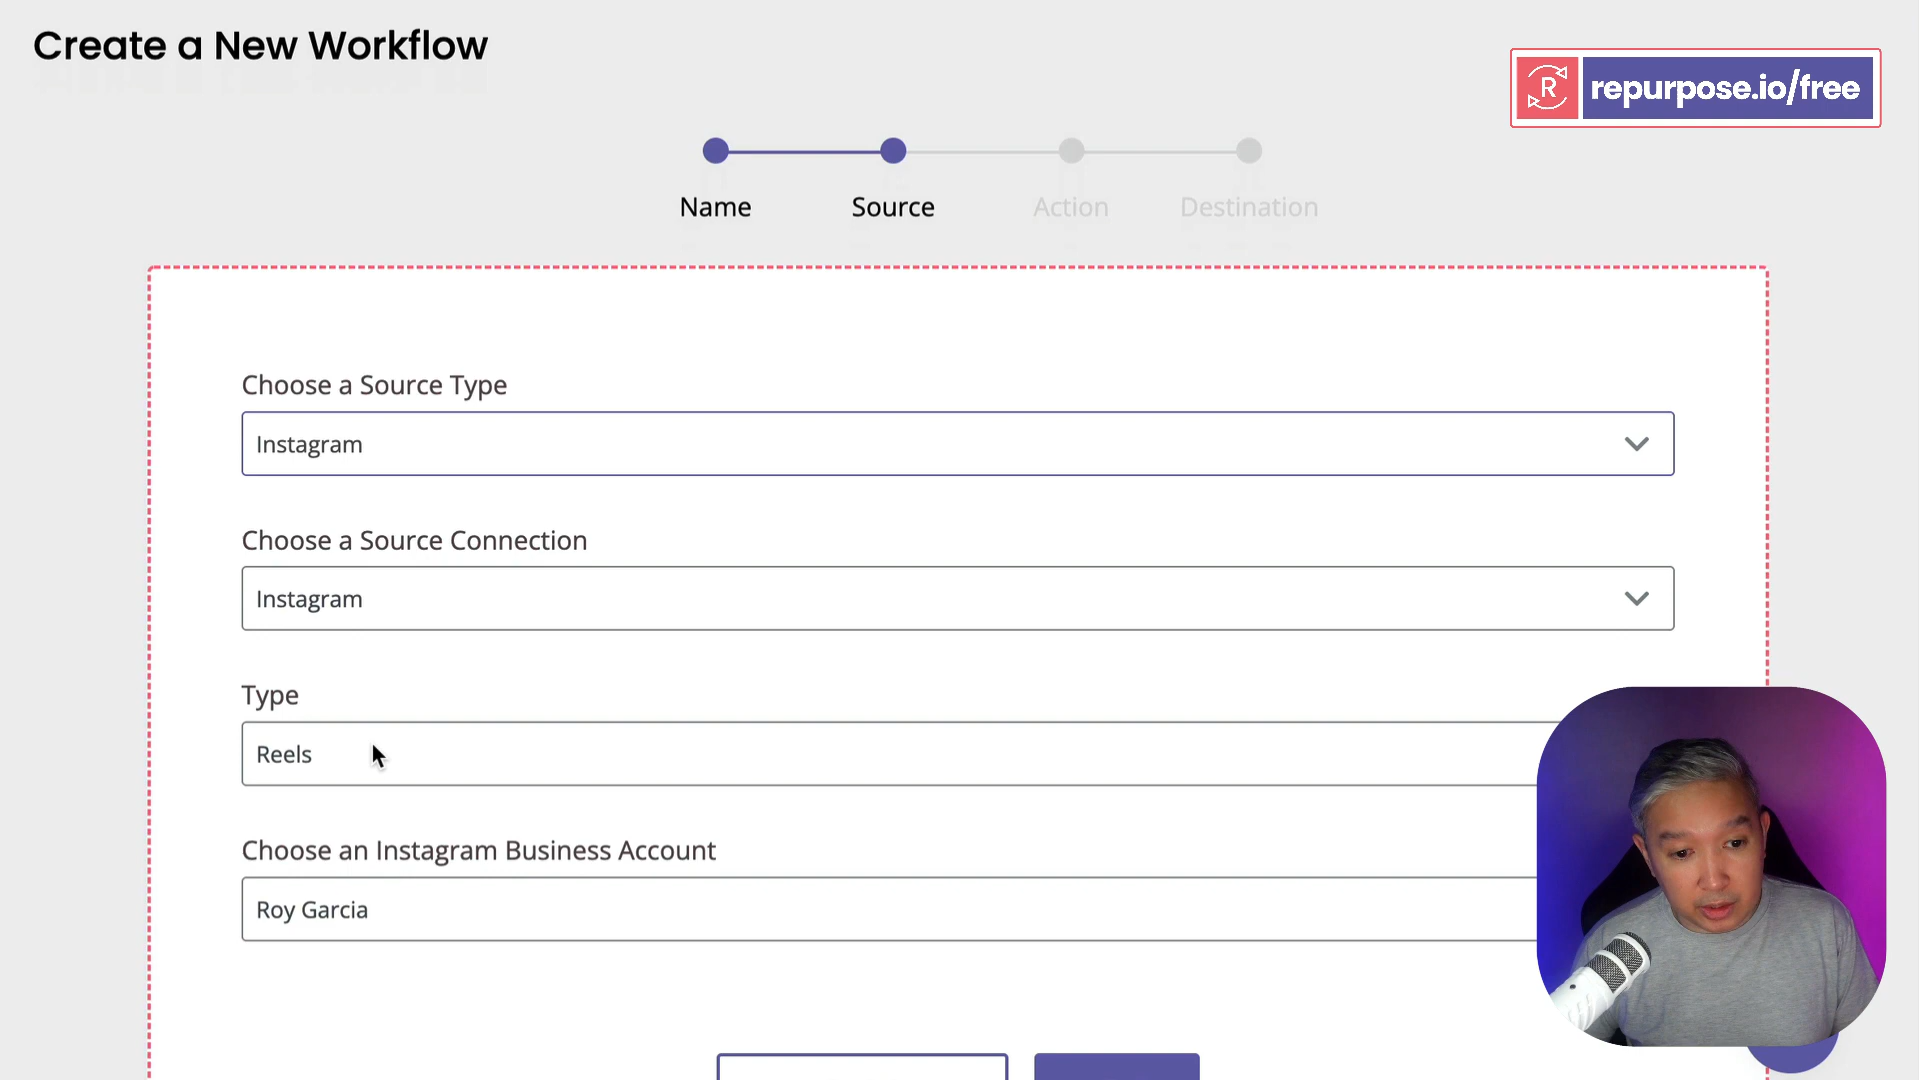 Create a New Workflow
R
repurpose.io/free
Name
Source
Action
Destination
Choose a Source Type
Instagram
Choose a Source Connection
Instagram
Type
Reels
Choose an Instagram Business Account
Roy Garcia